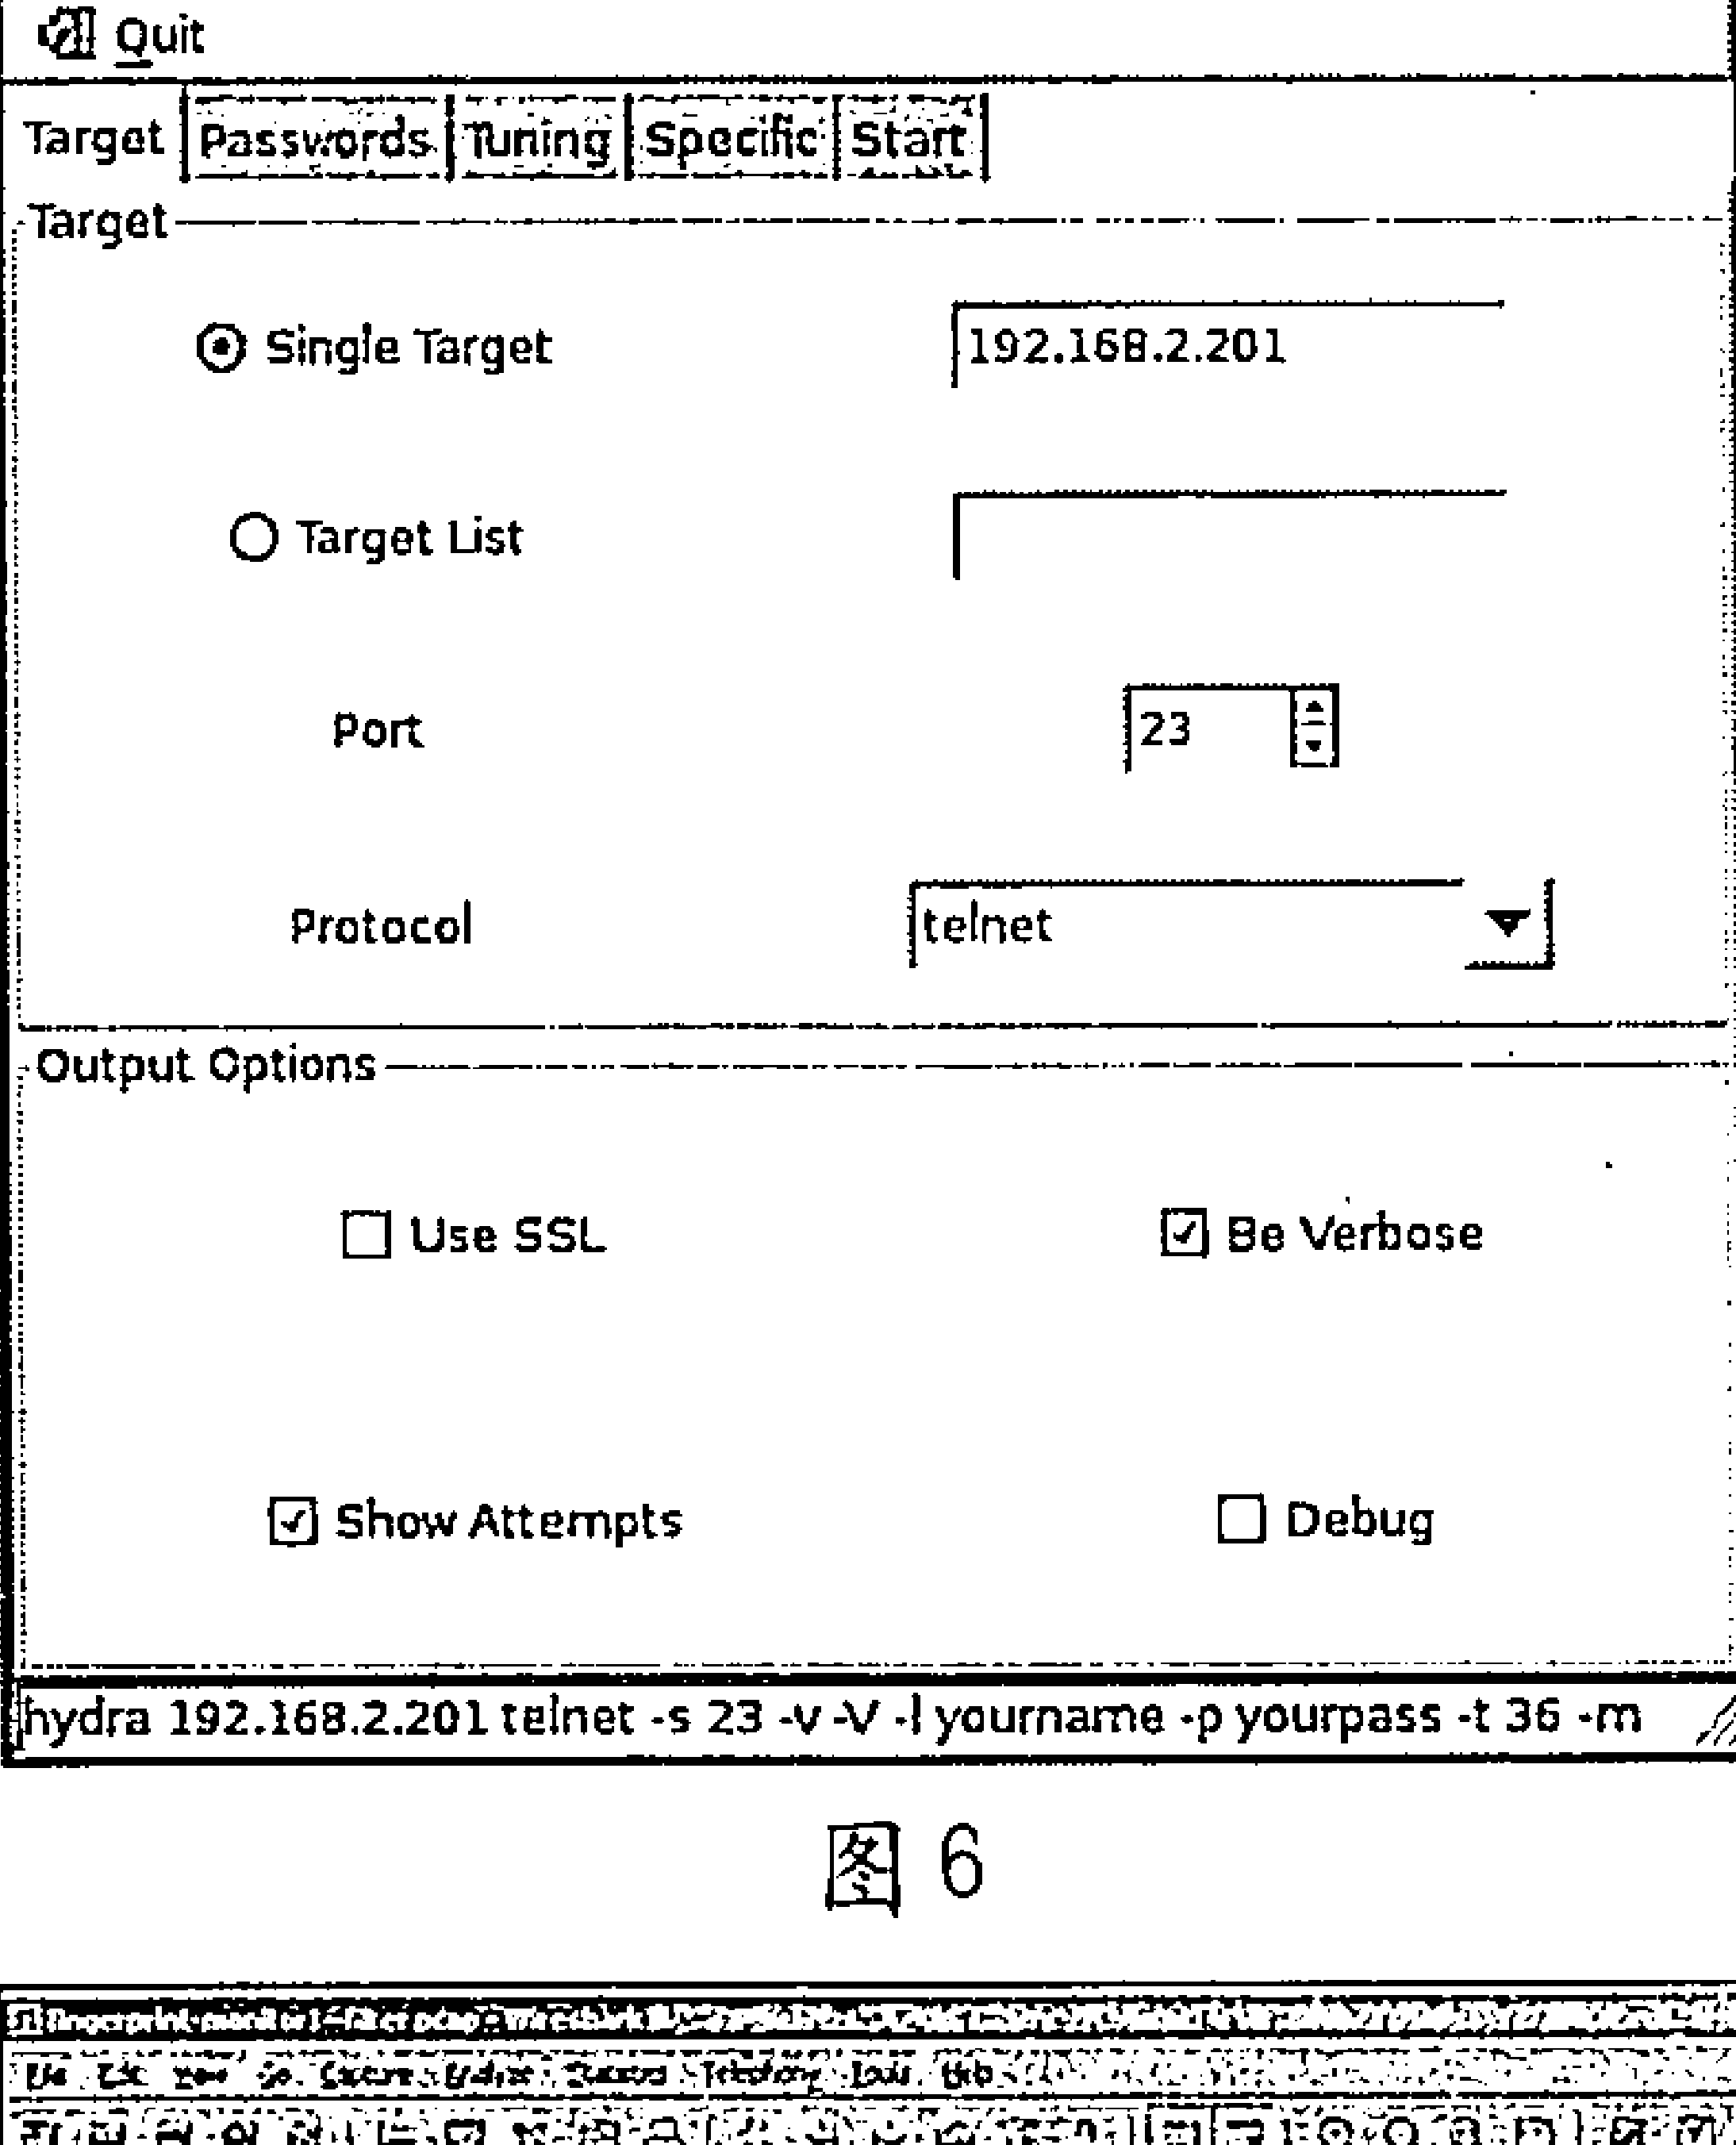 Quit
Target Passwords Tuning Specific Start
Target
Single Target 192.168.2.201
Target List
Port 23
Protocol telnet
Output Options
Use SSL Be Verbose
Show Attempts Debug
hydra 192.168.2.201 telnet -s 23 -v -V -l yourname -p yourpass -t 36 -m
图 6
Help